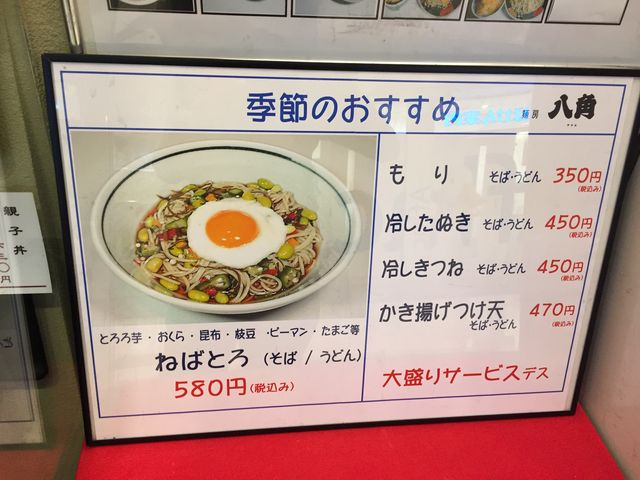 季節のおすすめ
麺房 八角
もり そば・うどん 350円
(税込み)
冷したぬき そば・うどん 450円
(税込み)
冷しきつね そば・うどん 450円
(税込み)
かき揚げつけ天 470円
そば・うどん (税込み)
大盛りサービスデス
とろろ芋・おくら・昆布・枝豆・ピーマン・たまご等
ねばとろ (そば / うどん)
580円(税込み)
親子丼